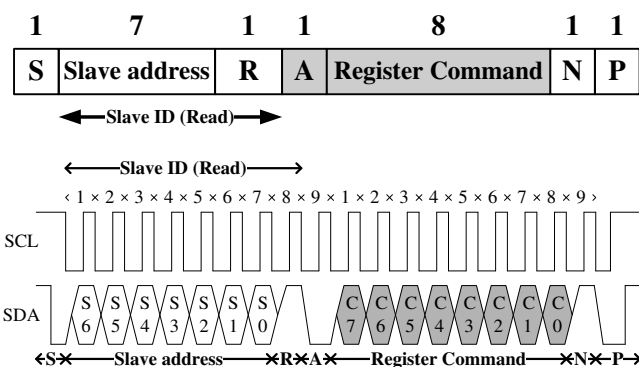 1 7 1 1 8 1 1
S Slave address R A Register Command N P
Slave ID (Read)
Slave ID (Read)
‹ 1 × 2 × 3 × 4 × 5 × 6 × 7 × 8 × 9 × 1 × 2 × 3 × 4 × 5 × 6 × 7 × 8 × 9 ›
SCL
SDA
S S S S S S S C C C C C C C C
6 5 4 3 2 1 0 7 6 5 4 3 2 1 0
S Slave address R A Register Command N P